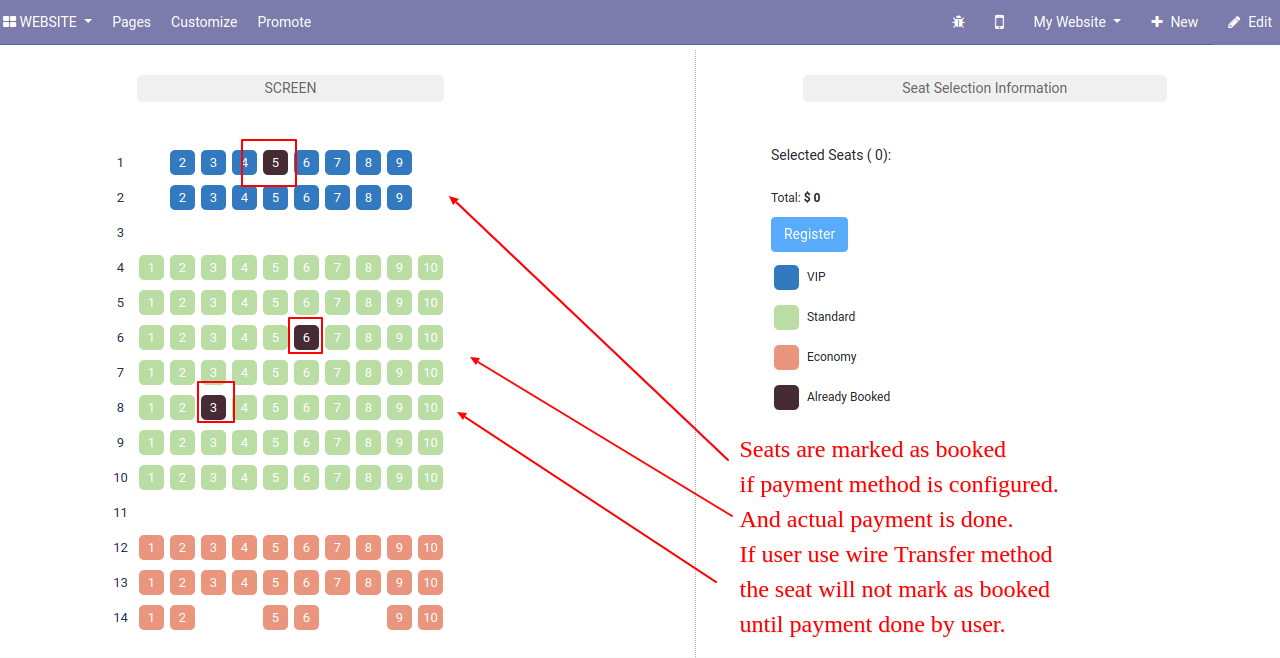 WEBSITE Pages Customize Promote My Website New Edit
SCREEN Seat Selection Information
1 2 3 4 5 6 7 8 9
2 2 3 4 5 6 7 8 9
3
4 1 2 3 4 5 6 7 8 9 10
5 1 2 3 4 5 6 7 8 9 10
6 1 2 3 4 5 6 7 8 9 10
7 1 2 3 4 5 6 7 8 9 10
8 1 2 3 4 5 6 7 8 9 10
9 1 2 3 4 5 6 7 8 9 10
10 1 2 3 4 5 6 7 8 9 10
11
12 1 2 3 4 5 6 7 8 9 10
13 1 2 3 4 5 6 7 8 9 10
14 1 2 5 6 9 10
Selected Seats ( 0):
Total: $ 0
Register
VIP
Standard
Economy
Already Booked
Seats are marked as booked
if payment method is configured.
And actual payment is done.
If user use wire Transfer method
the seat will not mark as booked
until payment done by user.